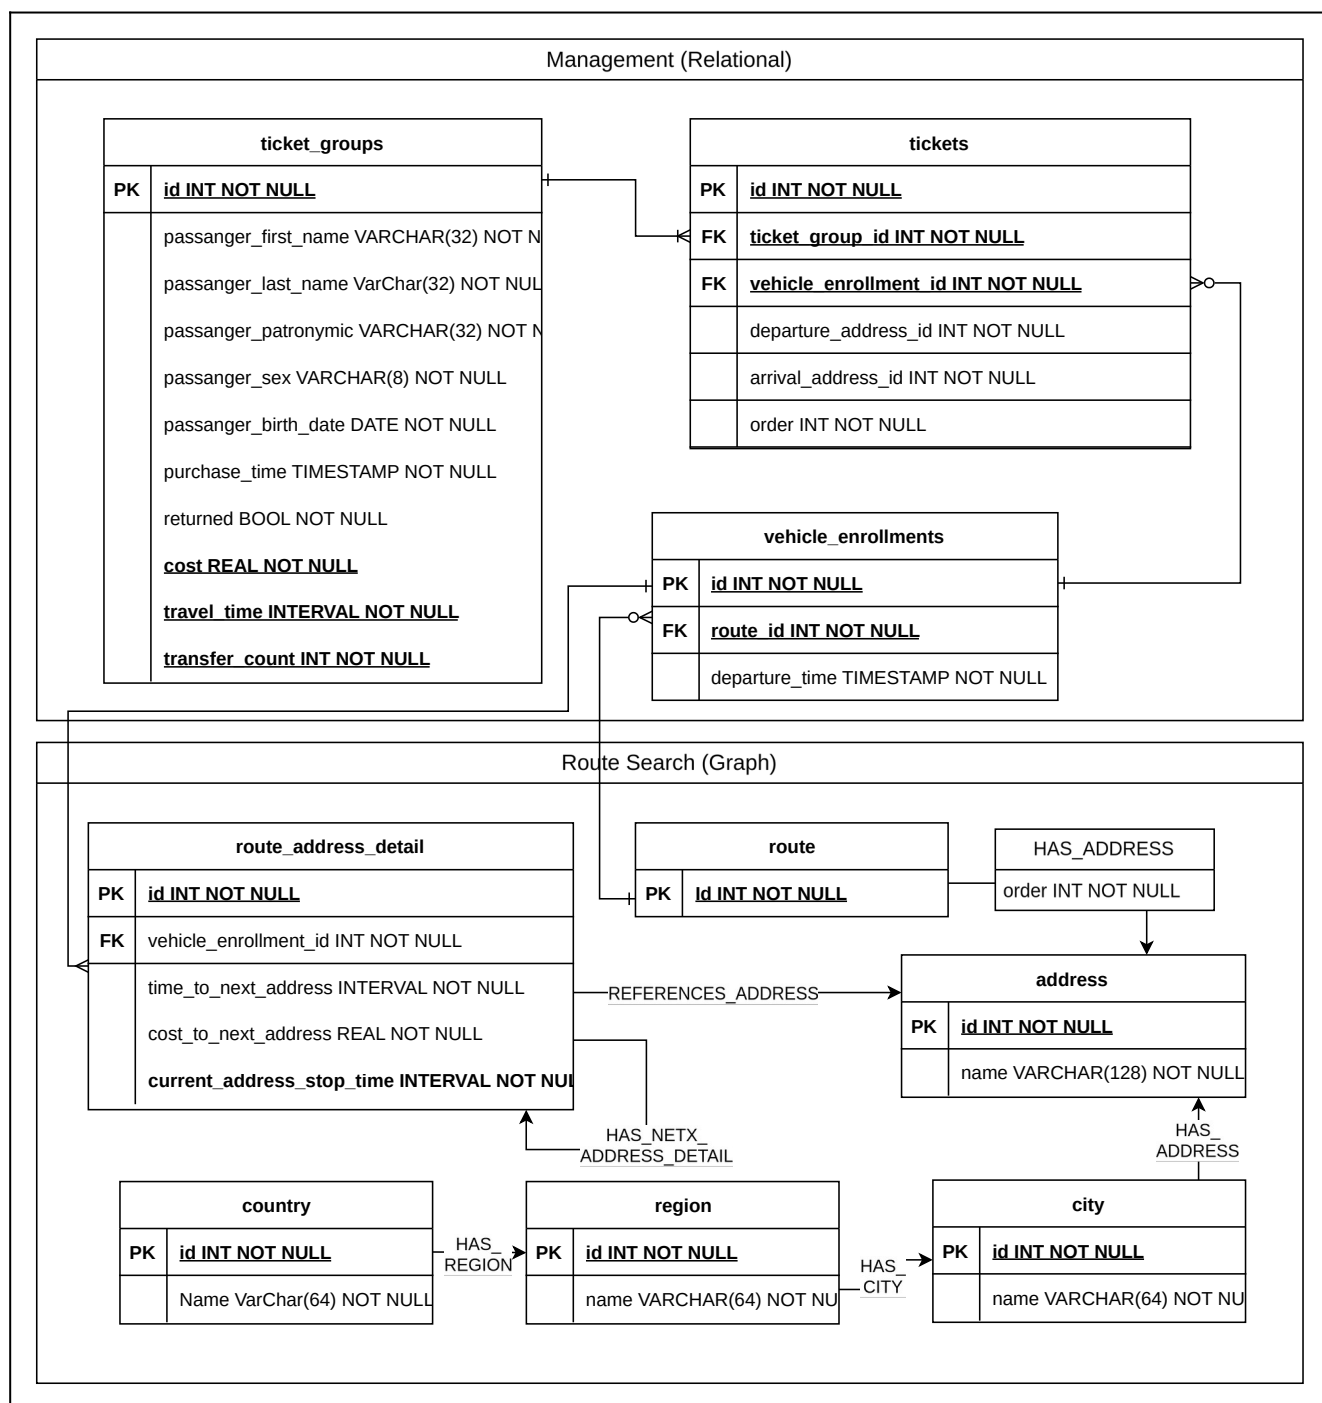 Management (Relational)
ticket_groups
PK id INT NOT NULL
passanger_first_name VARCHAR(32) NOT N
passanger_last_name VarChar(32) NOT NUL
passanger_patronymic VARCHAR(32) NOT N
passanger_sex VARCHAR(8) NOT NULL
passanger_birth_date DATE NOT NULL
purchase_time TIMESTAMP NOT NULL
returned BOOL NOT NULL
cost REAL NOT NULL
travel_time INTERVAL NOT NULL
transfer_count INT NOT NULL
tickets
PK id INT NOT NULL
FK ticket_group_id INT NOT NULL
FK vehicle_enrollment_id INT NOT NULL
departure_address_id INT NOT NULL
arrival_address_id INT NOT NULL
order INT NOT NULL
vehicle_enrollments
PK id INT NOT NULL
FK route_id INT NOT NULL
departure_time TIMESTAMP NOT NULL
Route Search (Graph)
route_address_detail
PK id INT NOT NULL
FK vehicle_enrollment_id INT NOT NULL
time_to_next_address INTERVAL NOT NULL
cost_to_next_address REAL NOT NULL
current_address_stop_time INTERVAL NOT NUL
route
PK Id INT NOT NULL
HAS_ADDRESS
order INT NOT NULL
REFERENCES_ADDRESS
address
PK id INT NOT NULL
name VARCHAR(128) NOT NULL
HAS_NETX_
ADDRESS_DETAIL
HAS_
ADDRESS
country
PK id INT NOT NULL
Name VarChar(64) NOT NULL
HAS_
REGION
region
PK id INT NOT NULL
name VARCHAR(64) NOT NU
HAS_
CITY
city
PK id INT NOT NULL
name VARCHAR(64) NOT NU